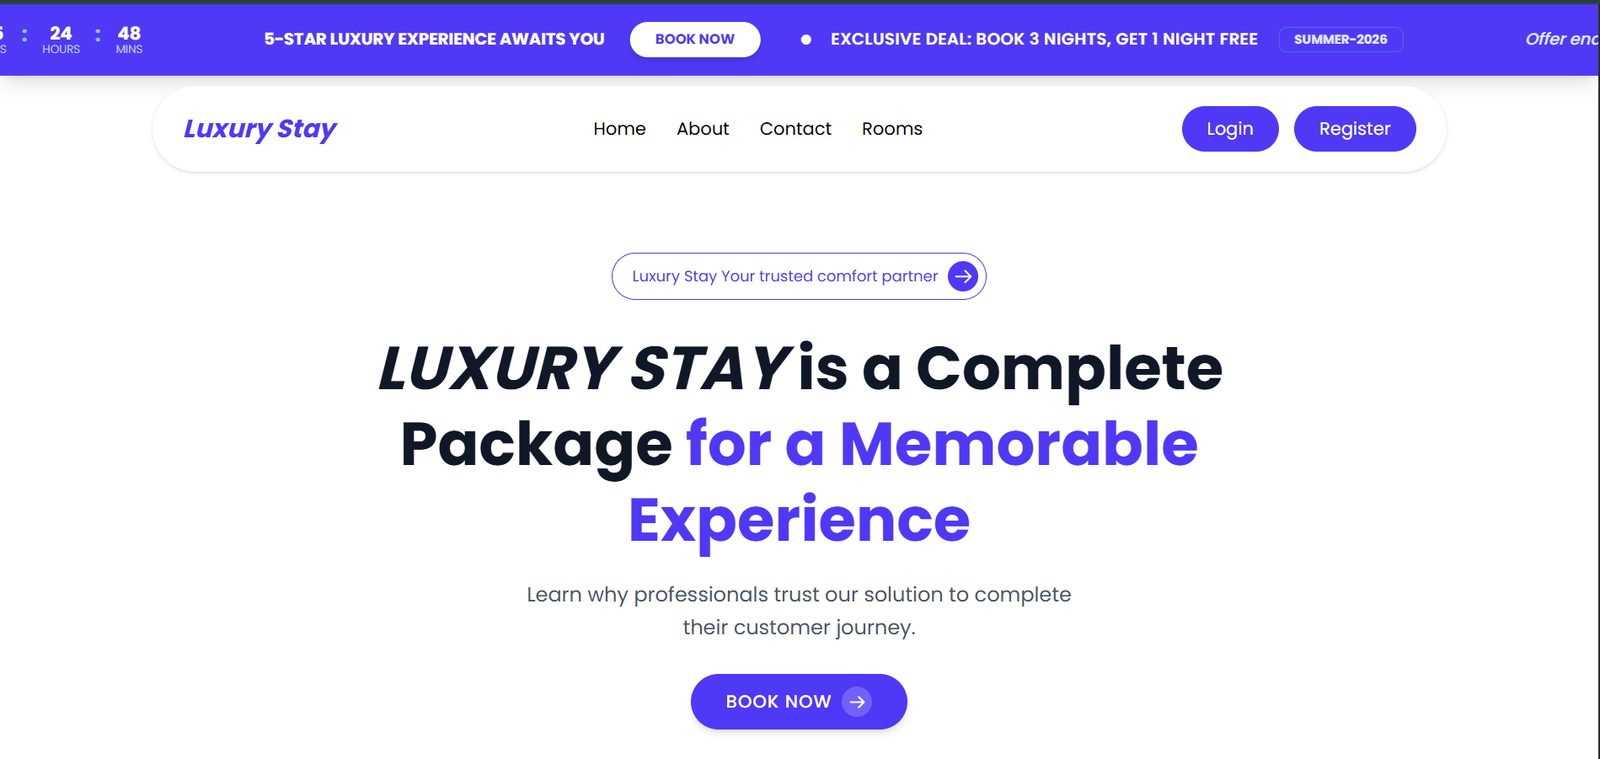 : 24 : 48 5-STAR LUXURY EXPERIENCE AWAITS YOU BOOK NOW EXCLUSIVE DEAL: BOOK 3 NIGHTS, GET 1 NIGHT FREE SUMMER-2026 Offer
HOURS MINS
Luxury Stay Home About Contact Rooms Login Register
Luxury Stay Your trusted comfort partner
LUXURY STAY is a Complete
Package for a Memorable
Experience
Learn why professionals trust our solution to complete
their customer journey.
BOOK NOW